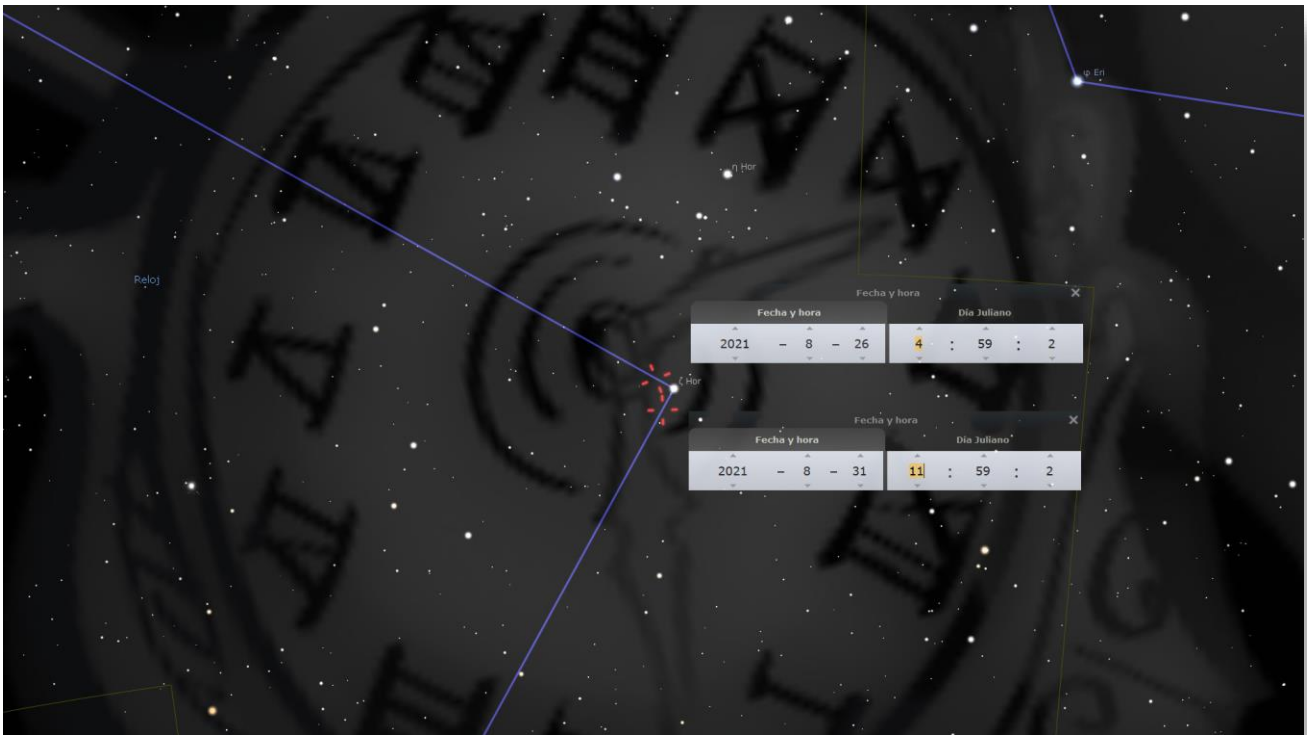 φ Eri
η Hor
Reloj
ζ Hor
Fecha y hora ×
Fecha y hora Día Juliano
2021 – 8 – 26 4 : 59 : 2
Fecha y hora ×
Fecha y hora Día Juliano
2021 – 8 – 31 11 : 59 : 2